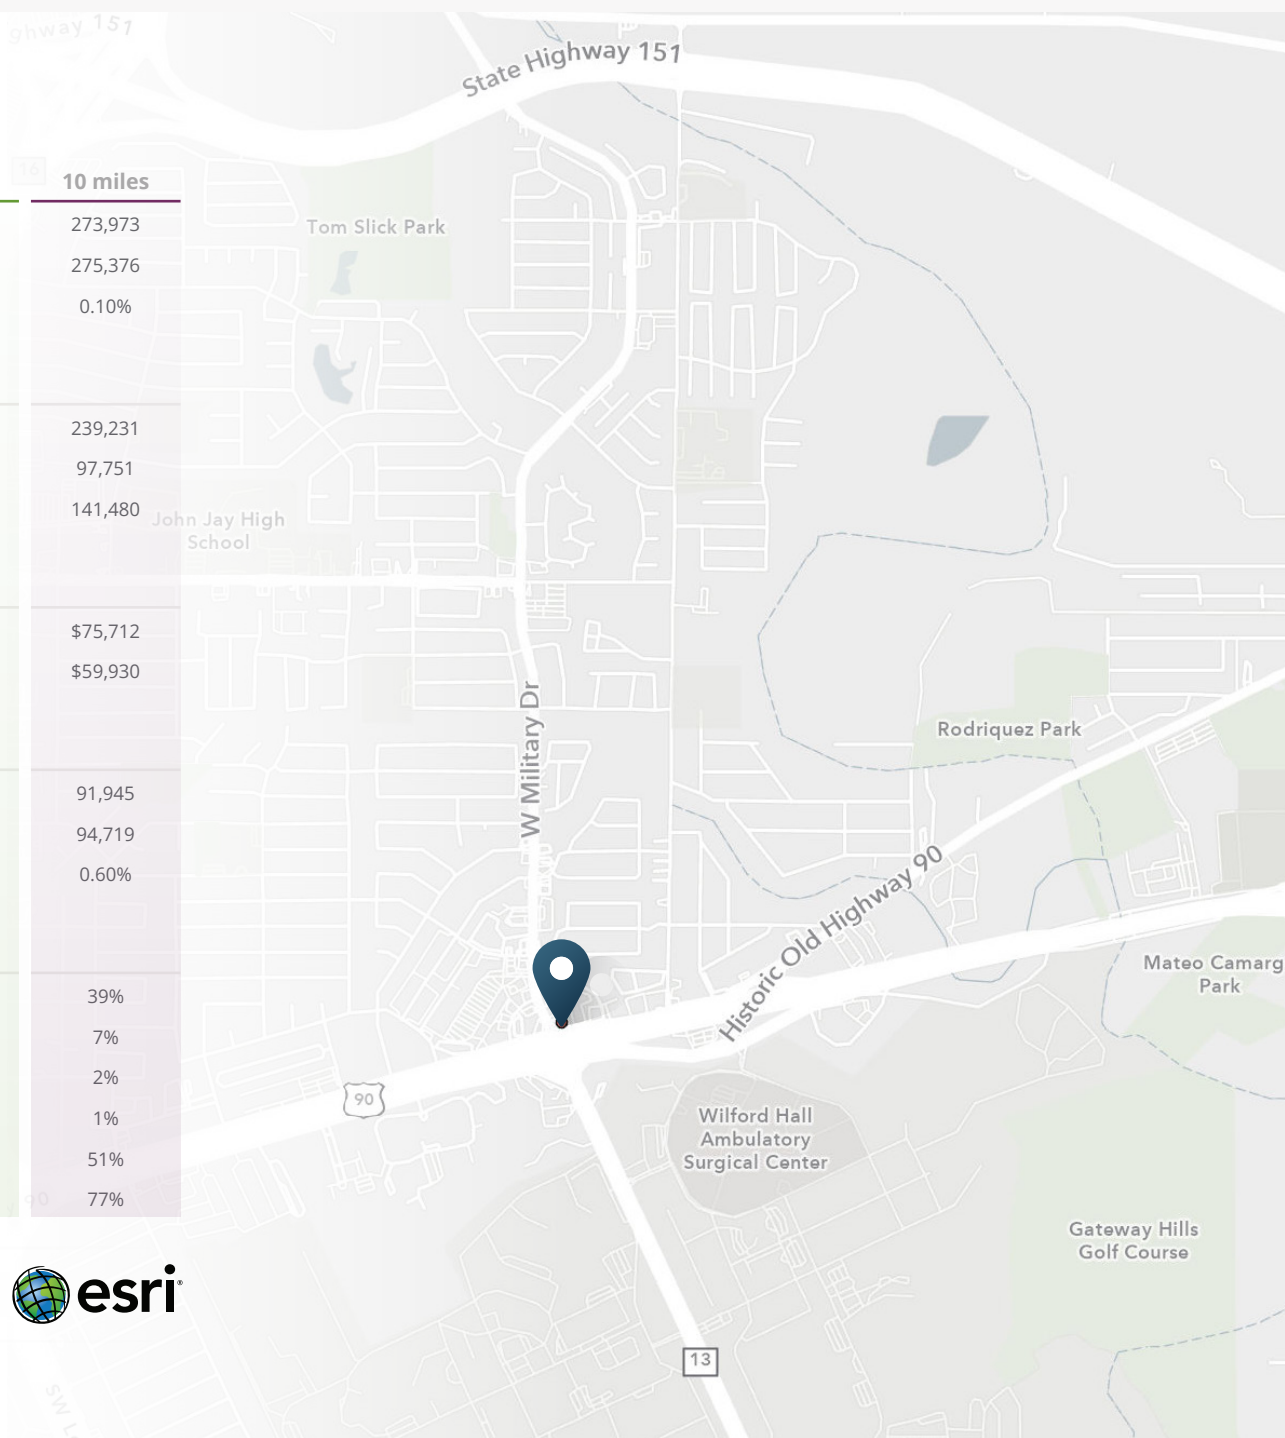 ghway 151
State Highway 151
16
10 miles
273,973
275,376
0.10%
Tom Slick Park
239,231
97,751
141,480
John Jay High
School
$75,712
$59,930
W Military Dr
Rodriquez Park
91,945
94,719
0.60%
Historic Old Highway 90
Mateo Camarg
Park
39%
7%
2%
1%
51%
77%
90
90
Wilford Hall
Ambulatory
Surgical Center
Gateway Hills
Golf Course
esri®
13
SW L